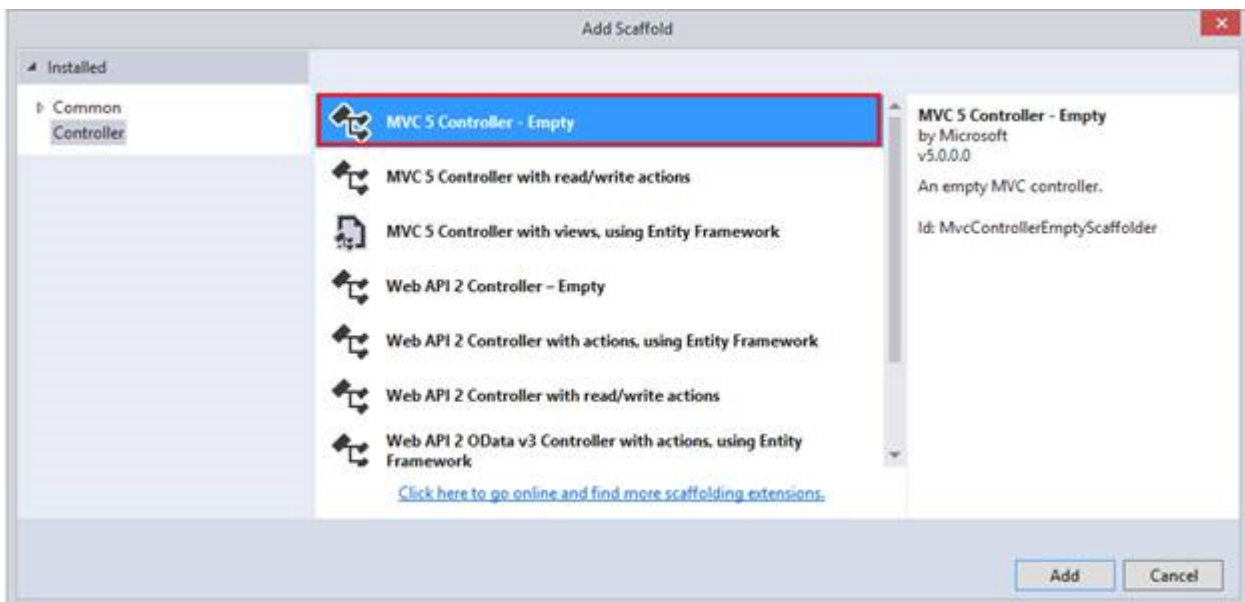 Add Scaffold
Installed
Common
Controller
MVC 5 Controller - Empty
MVC 5 Controller with read/write actions
MVC 5 Controller with views, using Entity Framework
Web API 2 Controller – Empty
Web API 2 Controller with actions, using Entity Framework
Web API 2 Controller with read/write actions
Web API 2 OData v3 Controller with actions, using Entity
Framework
Click here to go online and find more scaffolding extensions.
MVC 5 Controller - Empty
by Microsoft
v5.0.0.0
An empty MVC controller.
Id: MvcControllerEmptyScaffolder
Add
Cancel